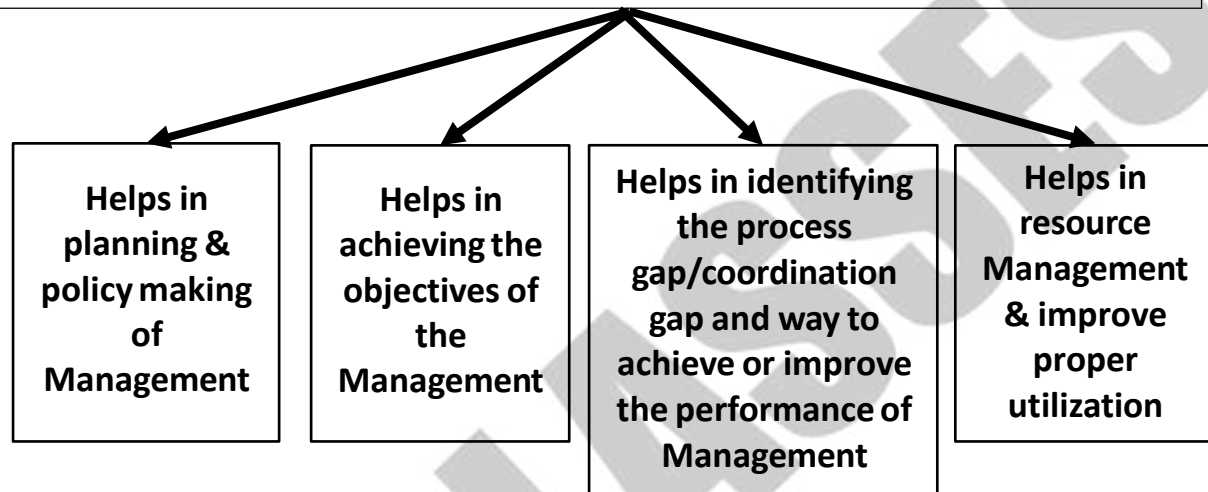 Helps in
planning &
policy making
of
Management
Helps in
achieving the
objectives of
the
Management
Helps in identifying
the process
gap/coordination
gap and way to
achieve or improve
the performance of
Management
Helps in
resource
Management
& improve
proper
utilization